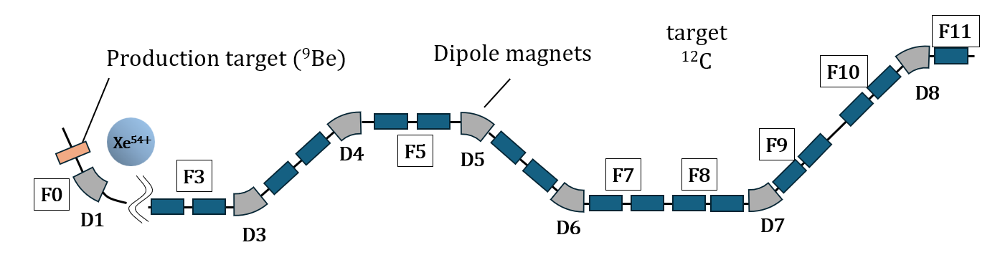 Production target (⁹Be)
Dipole magnets
target
¹²C
F11
F10
D8
Xe⁵⁴⁺
F9
D4
F5
D5
F3
F7
F8
F0
D1
D3
D6
D7